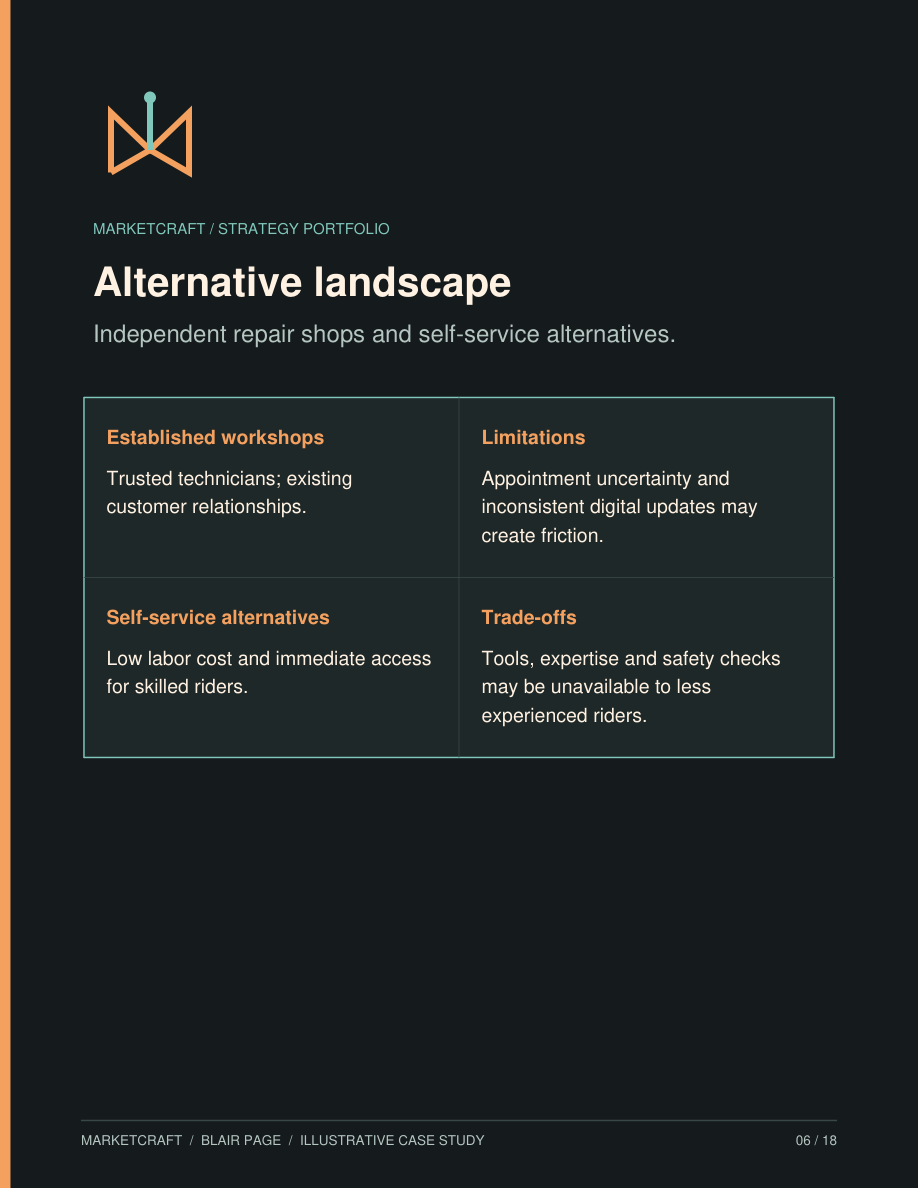 MARKETCRAFT / STRATEGY PORTFOLIO
Alternative landscape
Independent repair shops and self-service alternatives.
Established workshops
Trusted technicians; existing
customer relationships.
Limitations
Appointment uncertainty and
inconsistent digital updates may
create friction.
Self-service alternatives
Low labor cost and immediate access
for skilled riders.
Trade-offs
Tools, expertise and safety checks
may be unavailable to less
experienced riders.
MARKETCRAFT / BLAIR PAGE / ILLUSTRATIVE CASE STUDY
06 / 18